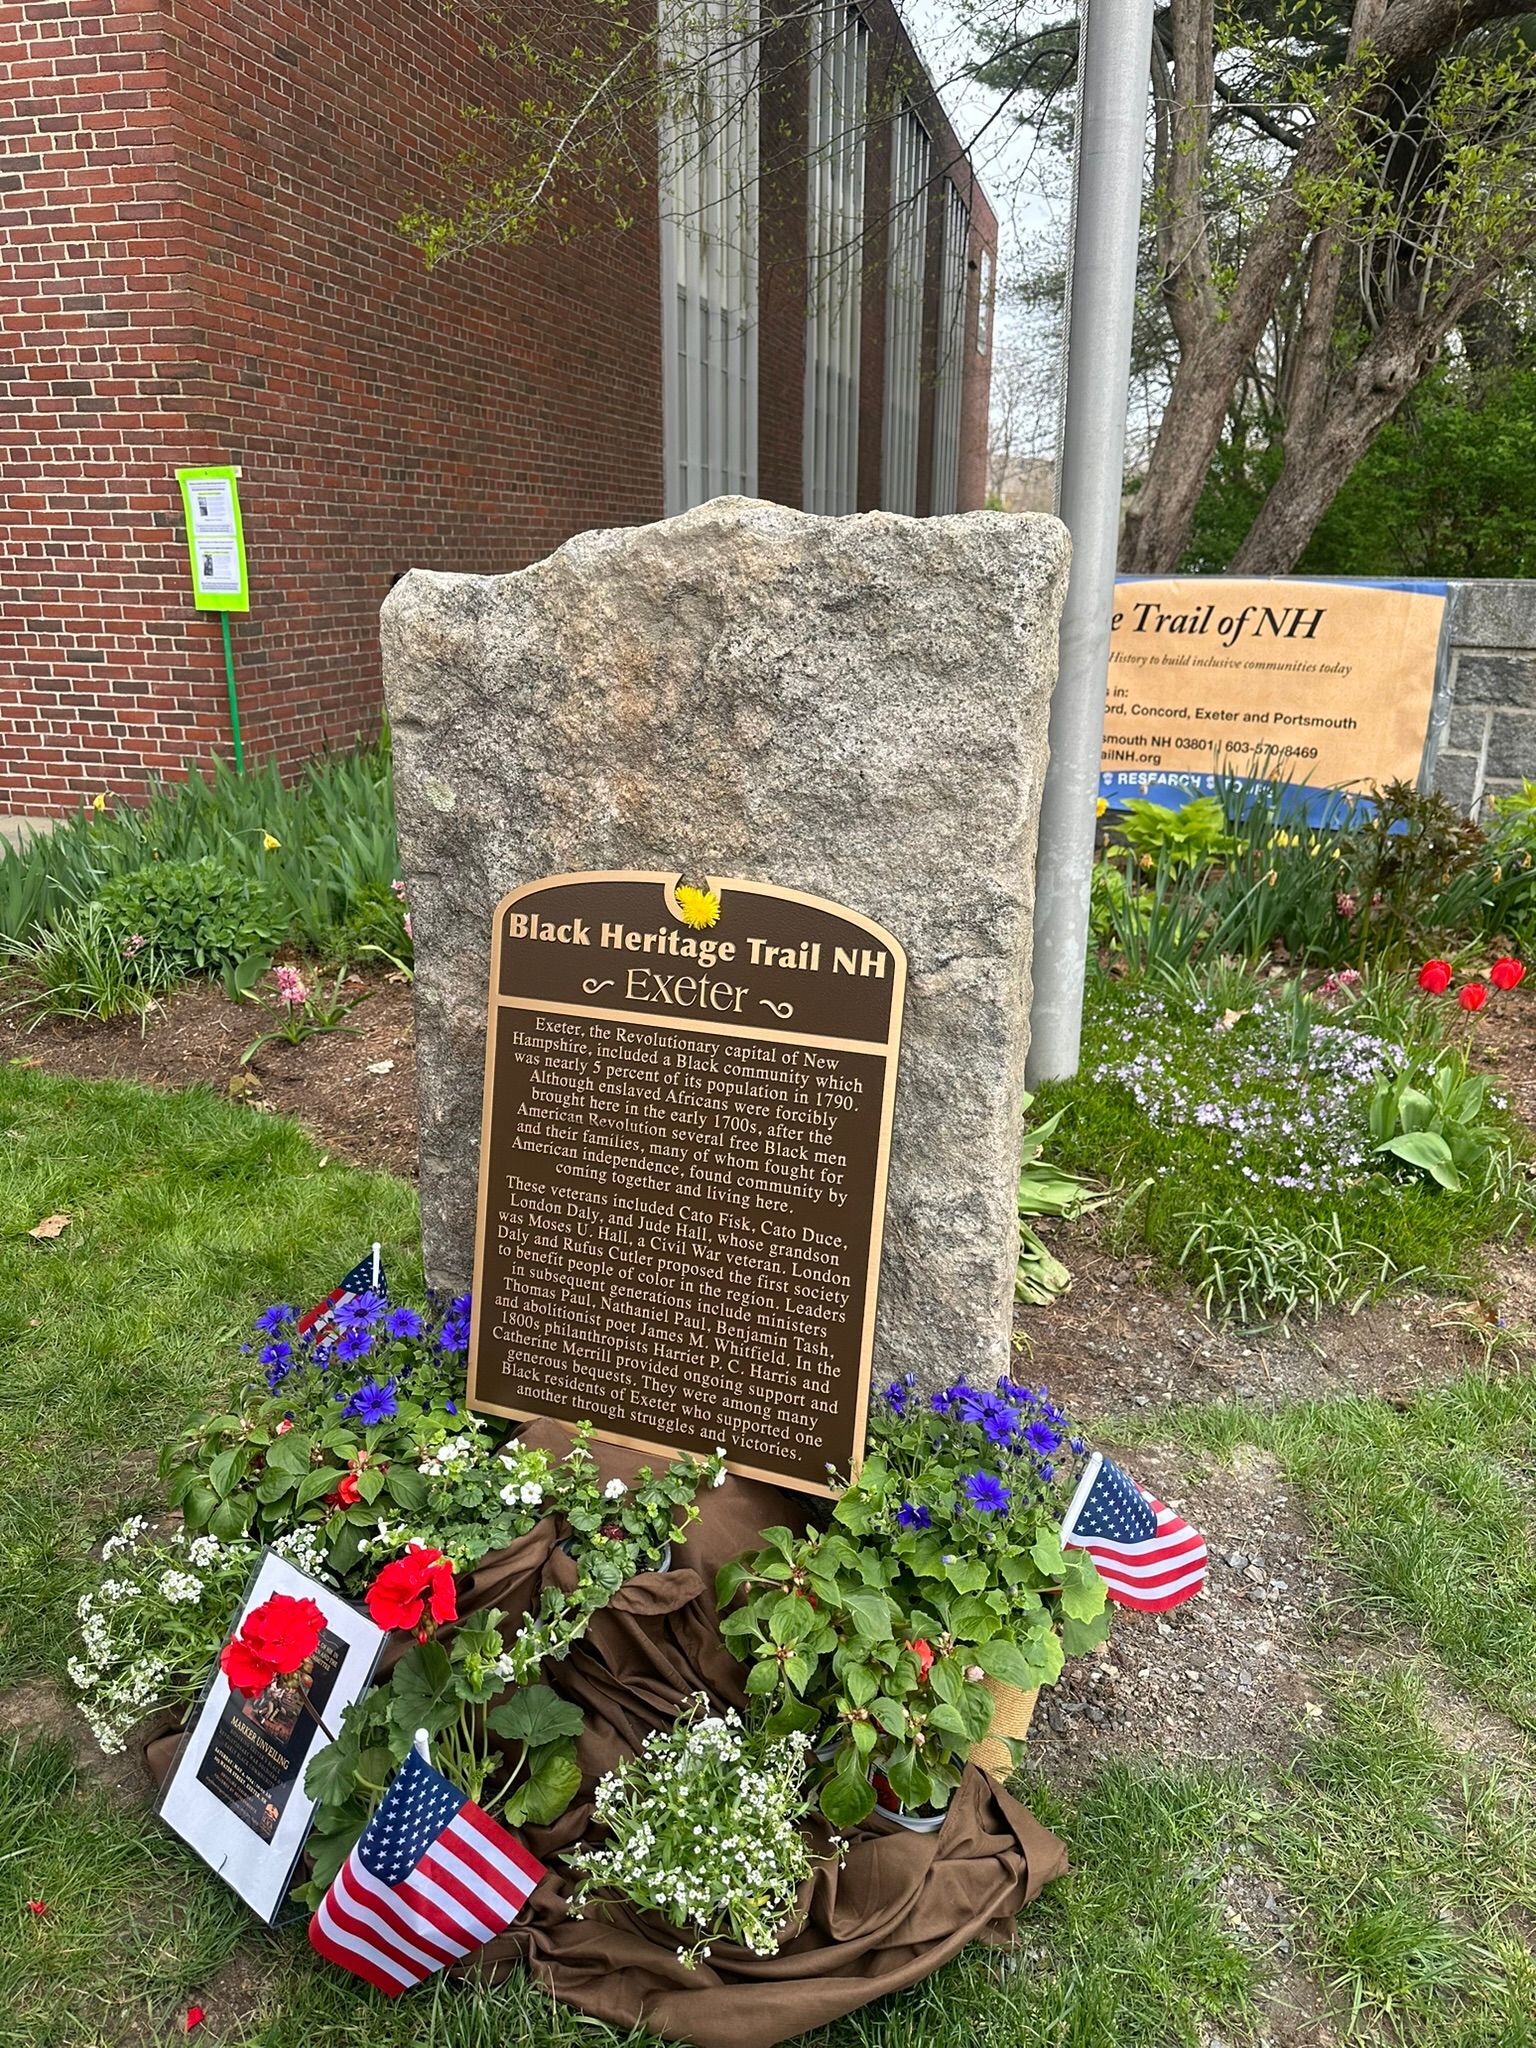 e Trail of NH
History to build inclusive communities today
s in:
ord, Concord, Exeter and Portsmouth
smouth NH 03801 | 603-570-8469
ailNH.org
RESEARCH
Black Heritage Trail NH
Exeter
Exeter, the Revolutionary capital of New
Hampshire, included a Black community which
was nearly 5 percent of its population in 1790.
Although enslaved Africans were forcibly
brought here in the early 1700s, after the
American Revolution several free Black men
and their families, many of whom fought for
American independence, found community by
coming together and living here.
These veterans included Cato Fisk, Cato Duce,
London Daly, and Jude Hall, whose grandson
was Moses U. Hall, a Civil War veteran. London
Daly and Rufus Cutler proposed the first society
to benefit people of color in the region. Leaders
in subsequent generations include ministers
Thomas Paul, Nathaniel Paul, Benjamin Tash,
and abolitionist poet James M. Whitfield. In the
1800s philanthropists Harriet P. C. Harris and
Catherine Merrill provided ongoing support and
generous bequests. They were among many
Black residents of Exeter who supported one
another through struggles and victories.
MARKER UNVEILING